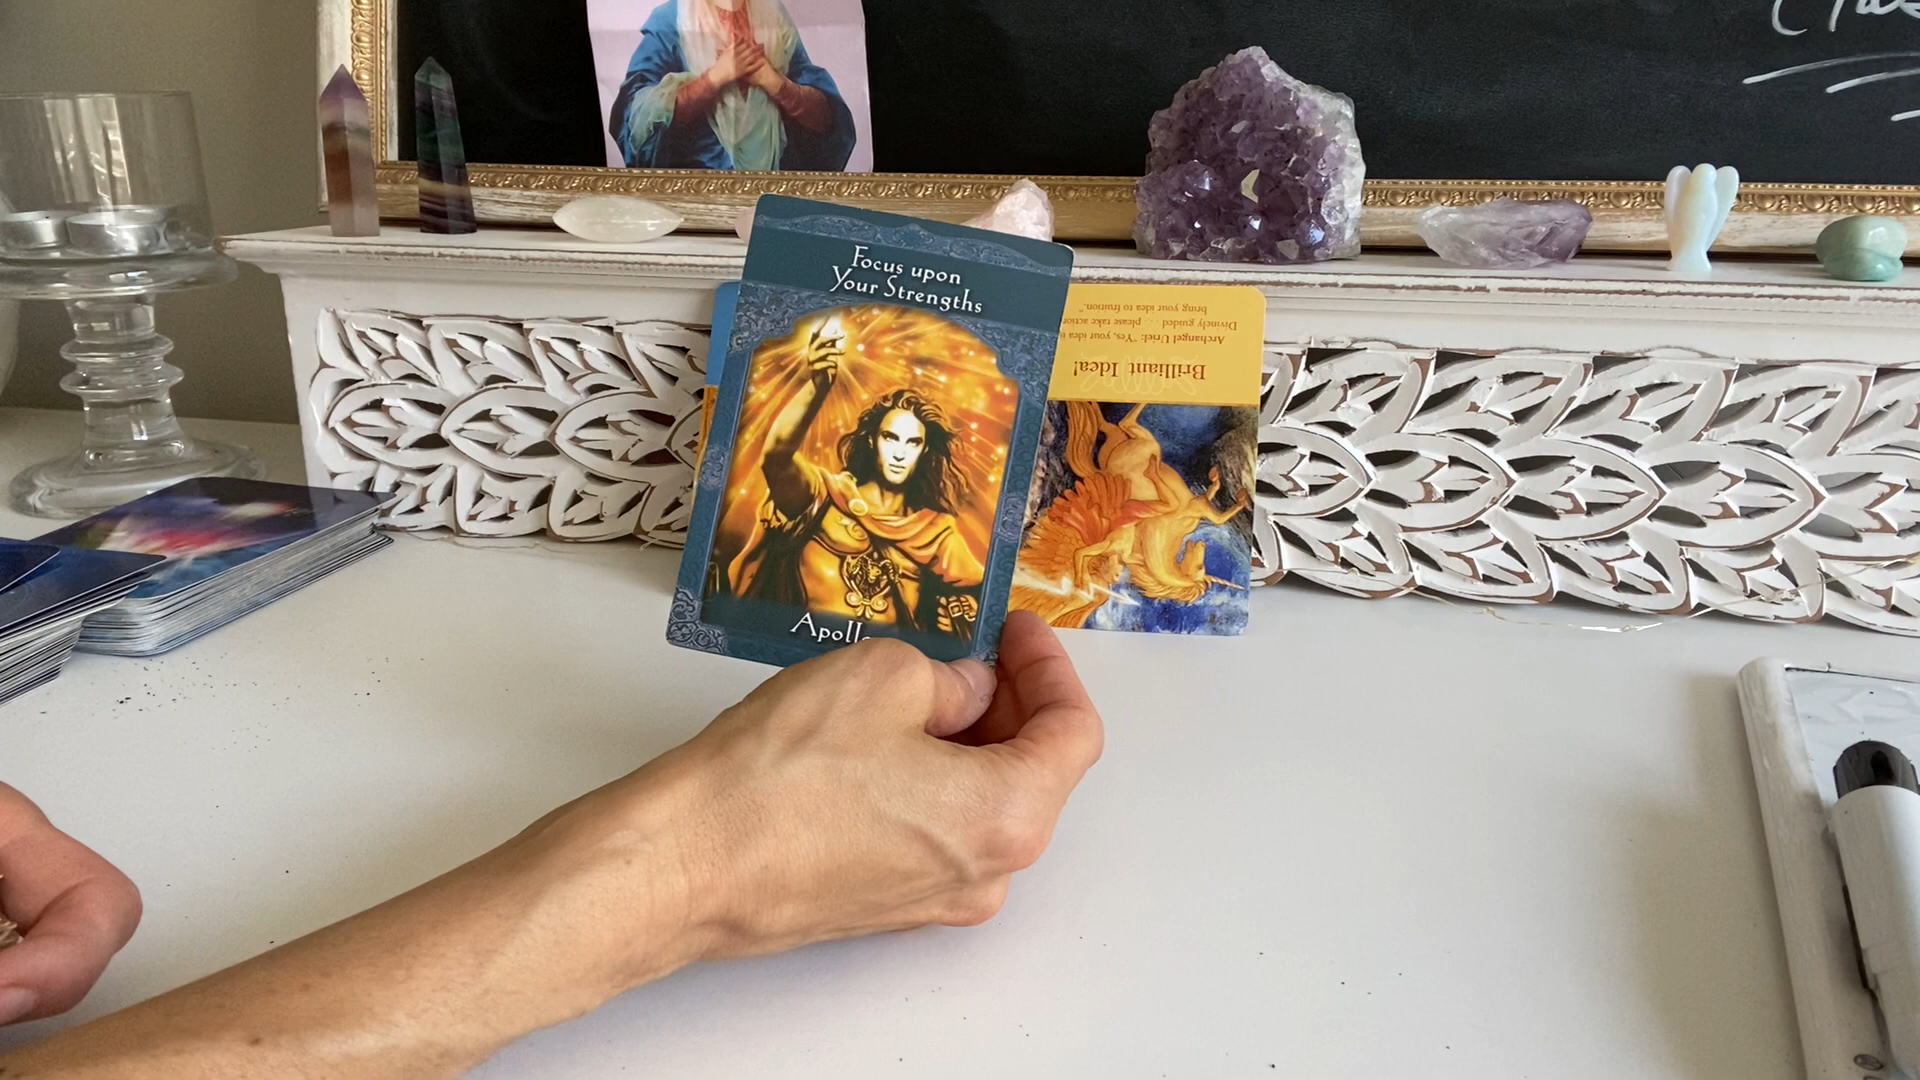 Focus upon
Your Strengths
Apollo
Brilliant Idea!
Archangel Uriel: "Yes, your idea
Divinely guided . . . please take action
bring your idea to fruition."